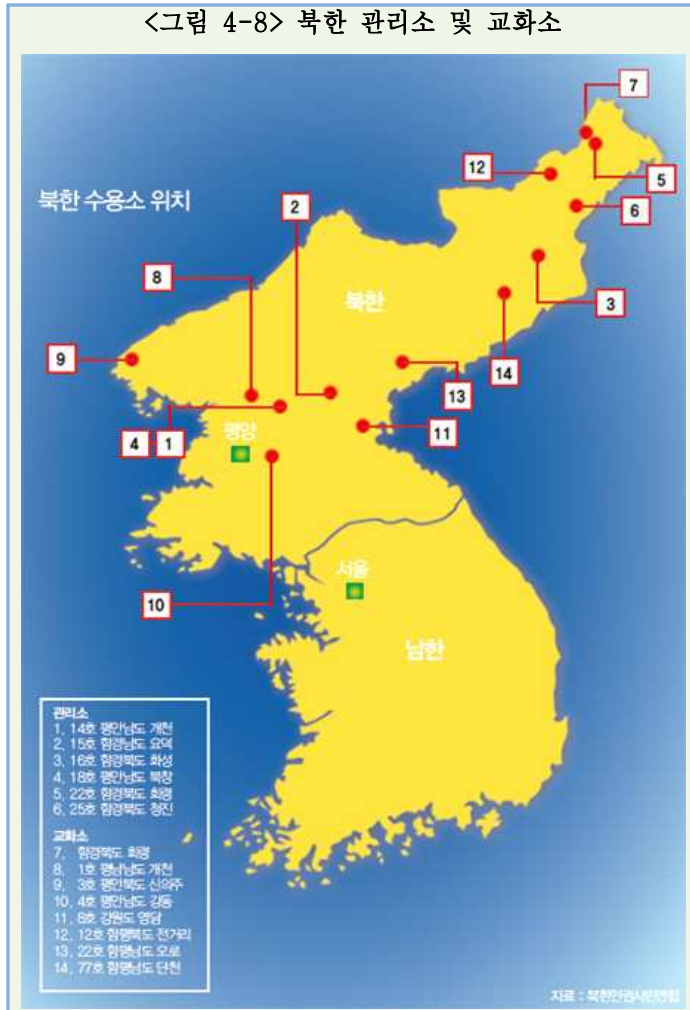 <그림 4-8> 북한 관리소 및 교화소
7
12
5
북한 수용소 위치
2
6
8
북한
3
9
14
13
4
1
11
평양
10
서울
남한
관리소
1, 14호 평안남도 개천
2, 15호 함경남도 요덕
3, 16호 함경북도 화성
4, 18호 평안남도 북창
5, 22호 함경북도 회령
6, 25호 함경북도 청진
교화소
7, 함경북도 회령
8, 1호 평남남도 개천
9, 3호 평안북도 신의주
10, 4호 평안남도 강동
11, 8호 강원도 영담
12, 12호 함평북도 전거리
13, 22호 함평남도 오로
14, 77호 함평남도 단천
자료 : 북한인권시민연합